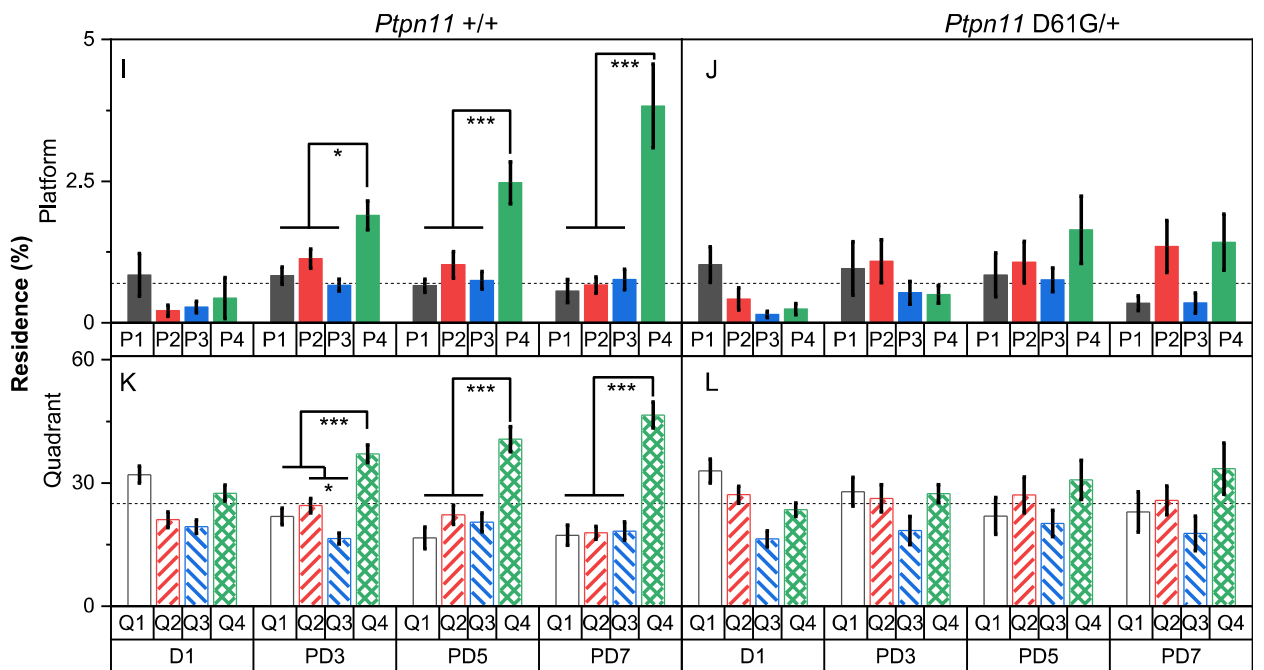 Ptpn11 +/+ Ptpn11 D61G/+
Residence (%)
Platform
5
2.5
0
I
*
***
***
J
P1 P2 P3 P4 P1 P2 P3 P4 P1 P2 P3 P4 P1 P2 P3 P4 P1 P2 P3 P4 P1 P2 P3 P4 P1 P2 P3 P4 P1 P2 P3 P4
Quadrant
60
30
0
K
***
*
***
***
L
Q1 Q2 Q3 Q4 Q1 Q2 Q3 Q4 Q1 Q2 Q3 Q4 Q1 Q2 Q3 Q4 Q1 Q2 Q3 Q4 Q1 Q2 Q3 Q4 Q1 Q2 Q3 Q4 Q1 Q2 Q3 Q4
D1 PD3 PD5 PD7 D1 PD3 PD5 PD7